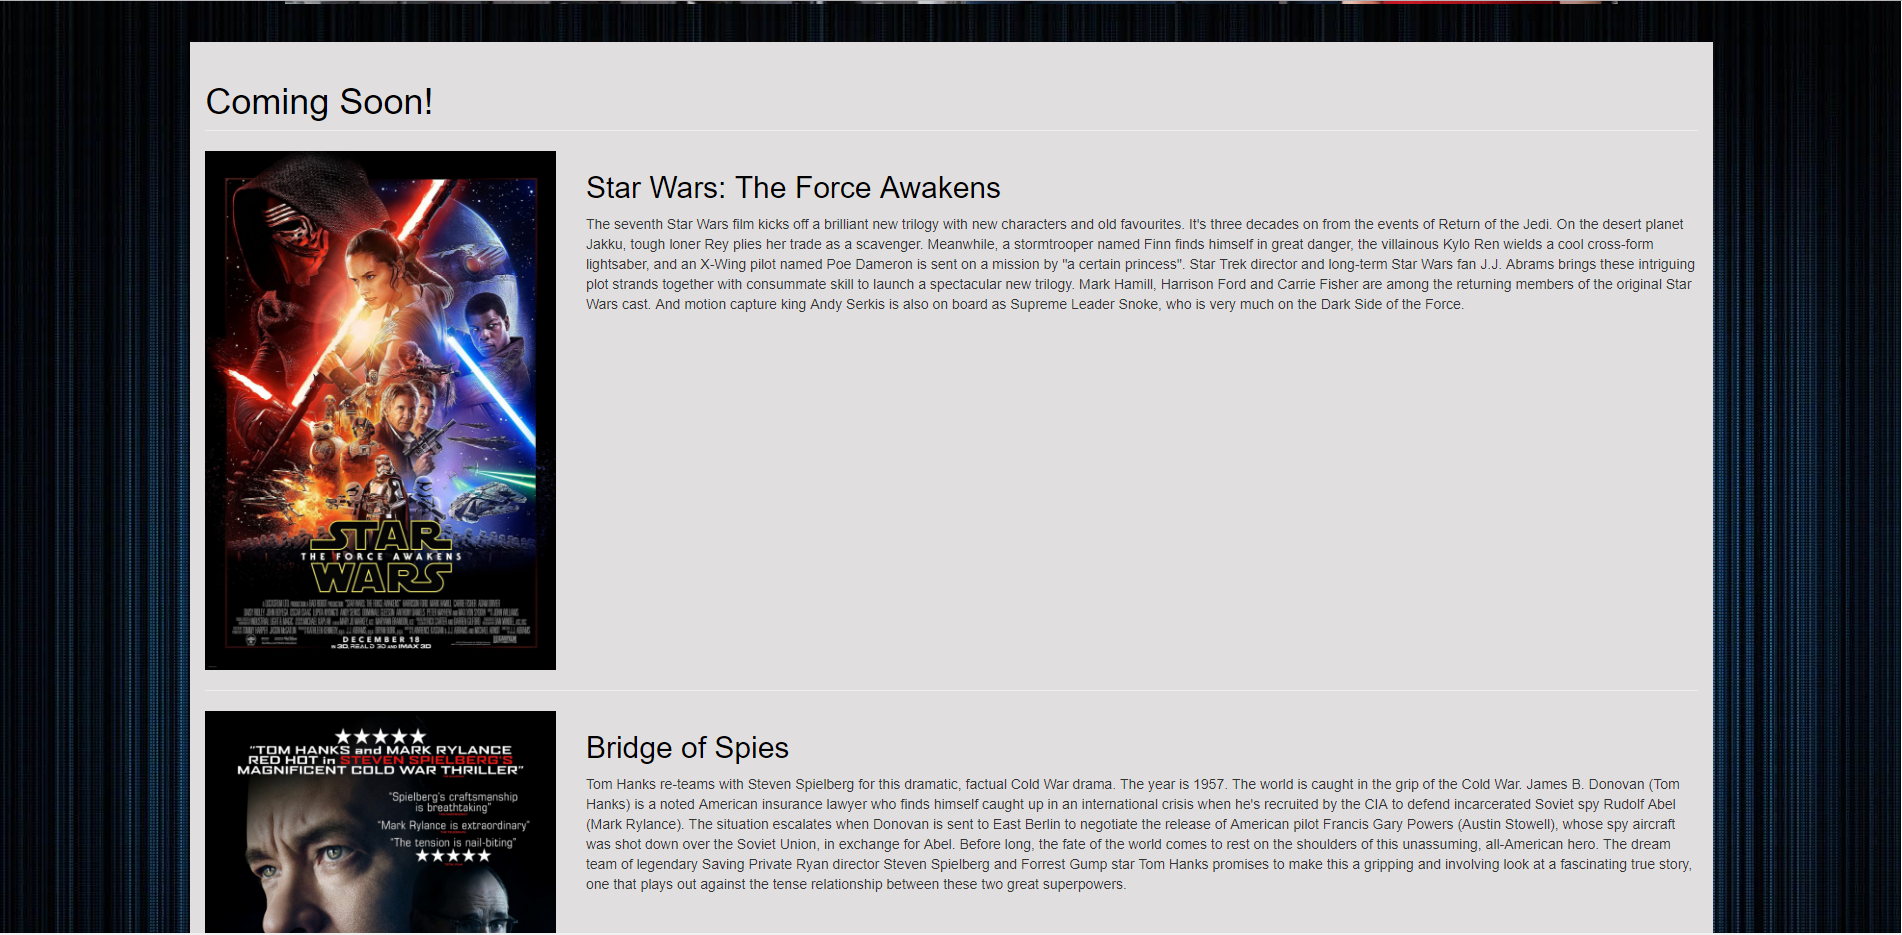 Coming Soon!
Star Wars: The Force Awakens
The seventh Star Wars film kicks off a brilliant new trilogy with new characters and old favourites. It's three decades on from the events of Return of the Jedi. On the desert planet
Jakku, tough loner Rey plies her trade as a scavenger. Meanwhile, a stormtrooper named Finn finds himself in great danger, the villainous Kylo Ren wields a cool cross-form
lightsaber, and an X-Wing pilot named Poe Dameron is sent on a mission by "a certain princess". Star Trek director and long-term Star Wars fan J.J. Abrams brings these intriguing
plot strands together with consummate skill to launch a spectacular new trilogy. Mark Hamill, Harrison Ford and Carrie Fisher are among the returning members of the original Star
Wars cast. And motion capture king Andy Serkis is also on board as Supreme Leader Snoke, who is very much on the Dark Side of the Force.
STAR
THE FORCE AWAKENS
WARS
DECEMBER 18
IN 3D, REAL D 3D AND IMAX 3D
Bridge of Spies
Tom Hanks re-teams with Steven Spielberg for this dramatic, factual Cold War drama. The year is 1957. The world is caught in the grip of the Cold War. James B. Donovan (Tom
Hanks) is a noted American insurance lawyer who finds himself caught up in an international crisis when he's recruited by the CIA to defend incarcerated Soviet spy Rudolf Abel
(Mark Rylance). The situation escalates when Donovan is sent to East Berlin to negotiate the release of American pilot Francis Gary Powers (Austin Stowell), whose spy aircraft
was shot down over the Soviet Union, in exchange for Abel. Before long, the fate of the world comes to rest on the shoulders of this unassuming, all-American hero. The dream
team of legendary Saving Private Ryan director Steven Spielberg and Forrest Gump star Tom Hanks promises to make this a gripping and involving look at a fascinating true story,
one that plays out against the tense relationship between these two great superpowers.
"TOM HANKS and MARK RYLANCE
RED HOT in STEVEN SPIELBERG'S
MAGNIFICENT COLD WAR THRILLER"
"Spielberg's craftsmanship
is breathtaking"
"Mark Rylance is extraordinary"
"The tension is nail-biting"